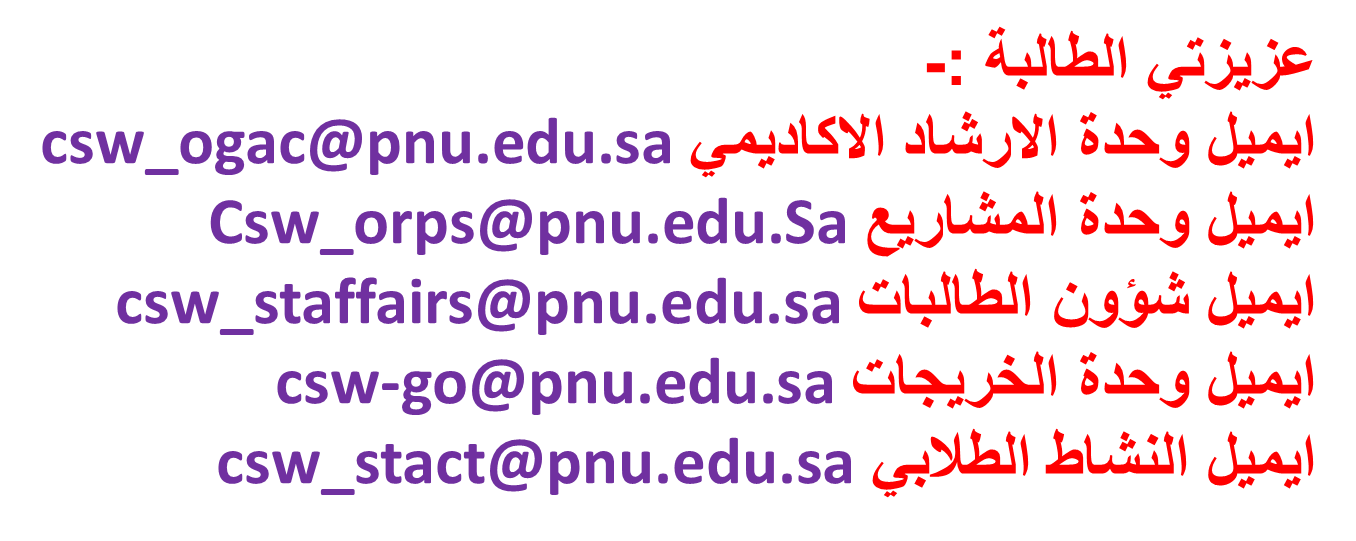 عزيزتي الطالبة :-
ايميل وحدة الارشاد الاكاديمي csw_ogac@pnu.edu.sa
ايميل وحدة المشاريع Csw_orps@pnu.edu.Sa
ايميل شؤون الطالبات csw_staffairs@pnu.edu.sa
ايميل وحدة الخريجات csw-go@pnu.edu.sa
ايميل النشاط الطلابي csw_stact@pnu.edu.sa